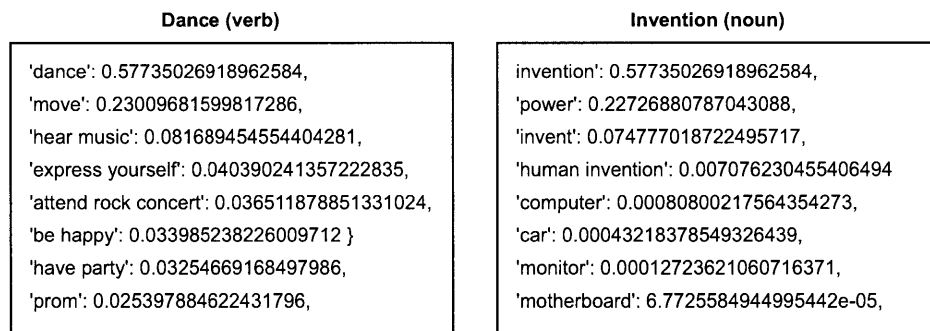 Dance (verb)
'dance': 0.57735026918962584,
'move': 0.23009681599817286,
'hear music': 0.081689454554404281,
'express yourself': 0.040390241357222835,
'attend rock concert': 0.036511878851331024,
'be happy': 0.033985238226009712 }
'have party': 0.03254669168497986,
'prom': 0.025397884622431796,
Invention (noun)
invention': 0.57735026918962584,
'power': 0.22726880787043088,
'invent': 0.074777018722495717,
'human invention': 0.007076230455406494
'computer': 0.00080800217564354273,
'car': 0.00043218378549326439,
'monitor': 0.00012723621060716371,
'motherboard': 6.7725584944995442e-05,